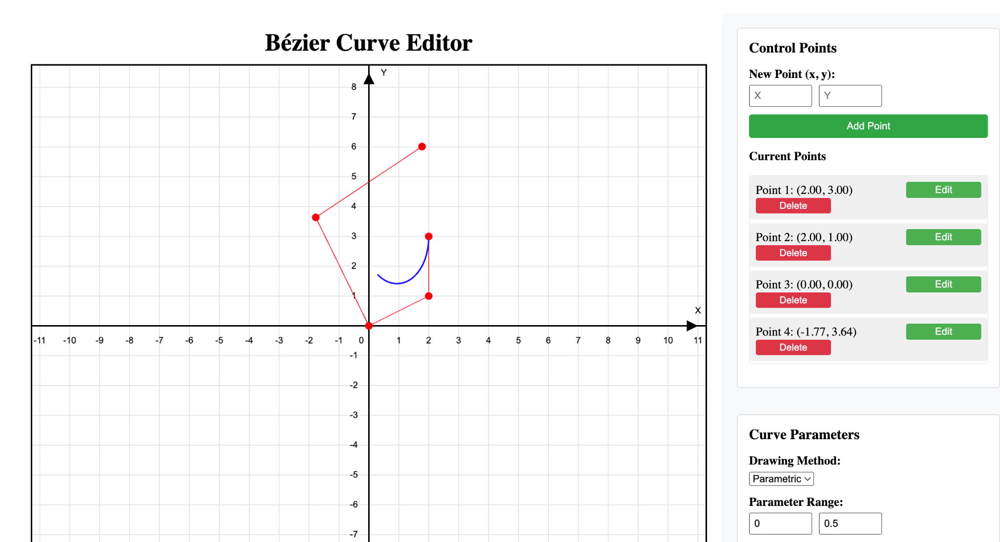 Bézier Curve Editor
Y
8
7
6
5
4
3
2
1
X
-11 -10 -9 -8 -7 -6 -5 -4 -3 -2 -1 0 1 2 3 4 5 6 7 8 9 10 11
-1
-2
-3
-4
-5
-6
-7
Control Points
New Point (x, y):
X Y
Add Point
Current Points
Point 1: (2.00, 3.00) Edit
Delete
Point 2: (2.00, 1.00) Edit
Delete
Point 3: (0.00, 0.00) Edit
Delete
Point 4: (-1.77, 3.64) Edit
Delete
Curve Parameters
Drawing Method:
Parametric
Parameter Range:
0 0.5